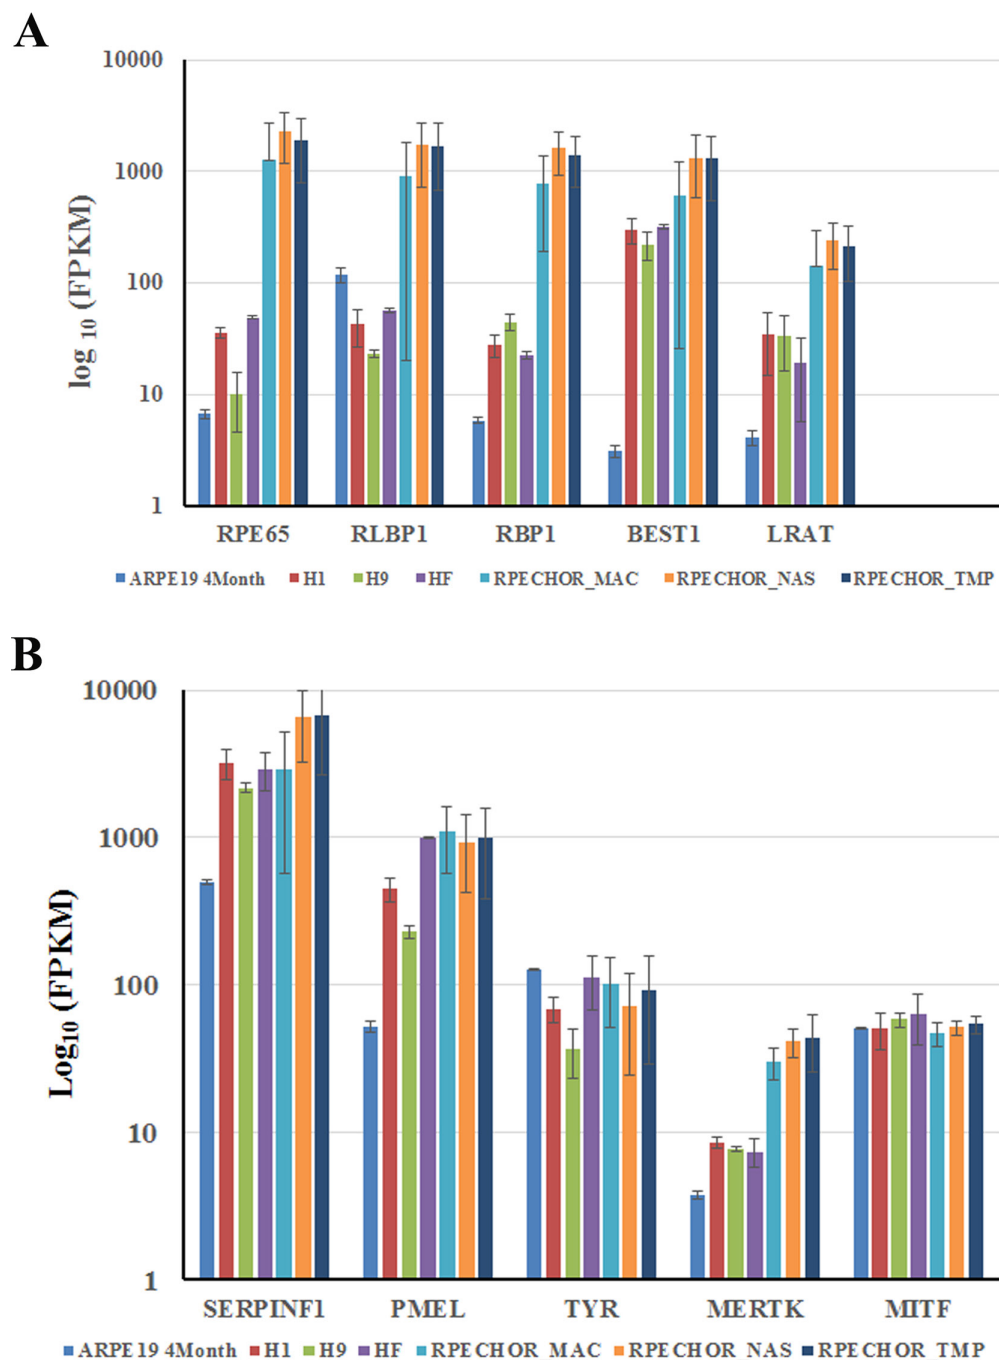 A
10000
1000
100
10
1
log 10 (FPKM)
RPE65 RLBP1 RBP1 BEST1 LRAT
ARPE19 4Month H1 H9 HF RPECHOR_MAC RPECHOR_NAS RPECHOR_TMP
B
10000
1000
100
10
1
Log10 (FPKM)
SERPINF1 PMEL TYR MERTK MITF
ARPE19 4Month H1 H9 HF RPECHOR_MAC RPECHOR_NAS RPECHOR_TMP